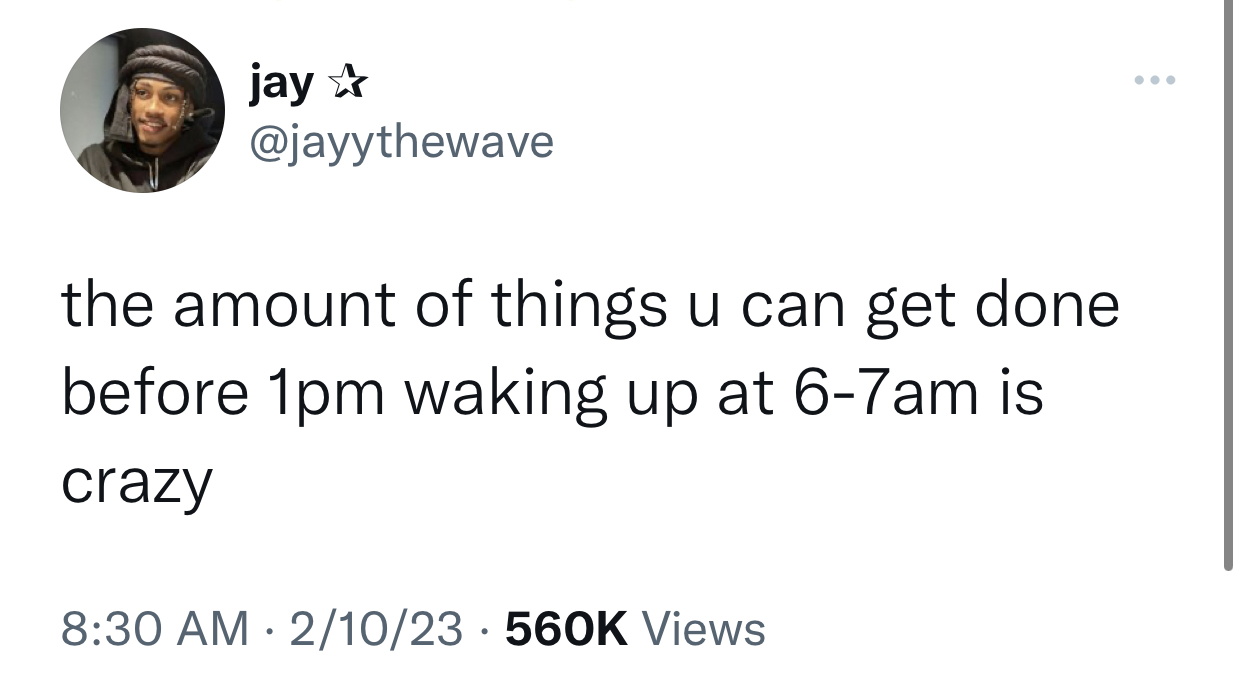 jay ☆
@jayythewave
the amount of things u can get done
before 1pm waking up at 6-7am is
crazy
8:30 AM · 2/10/23 · 560K Views